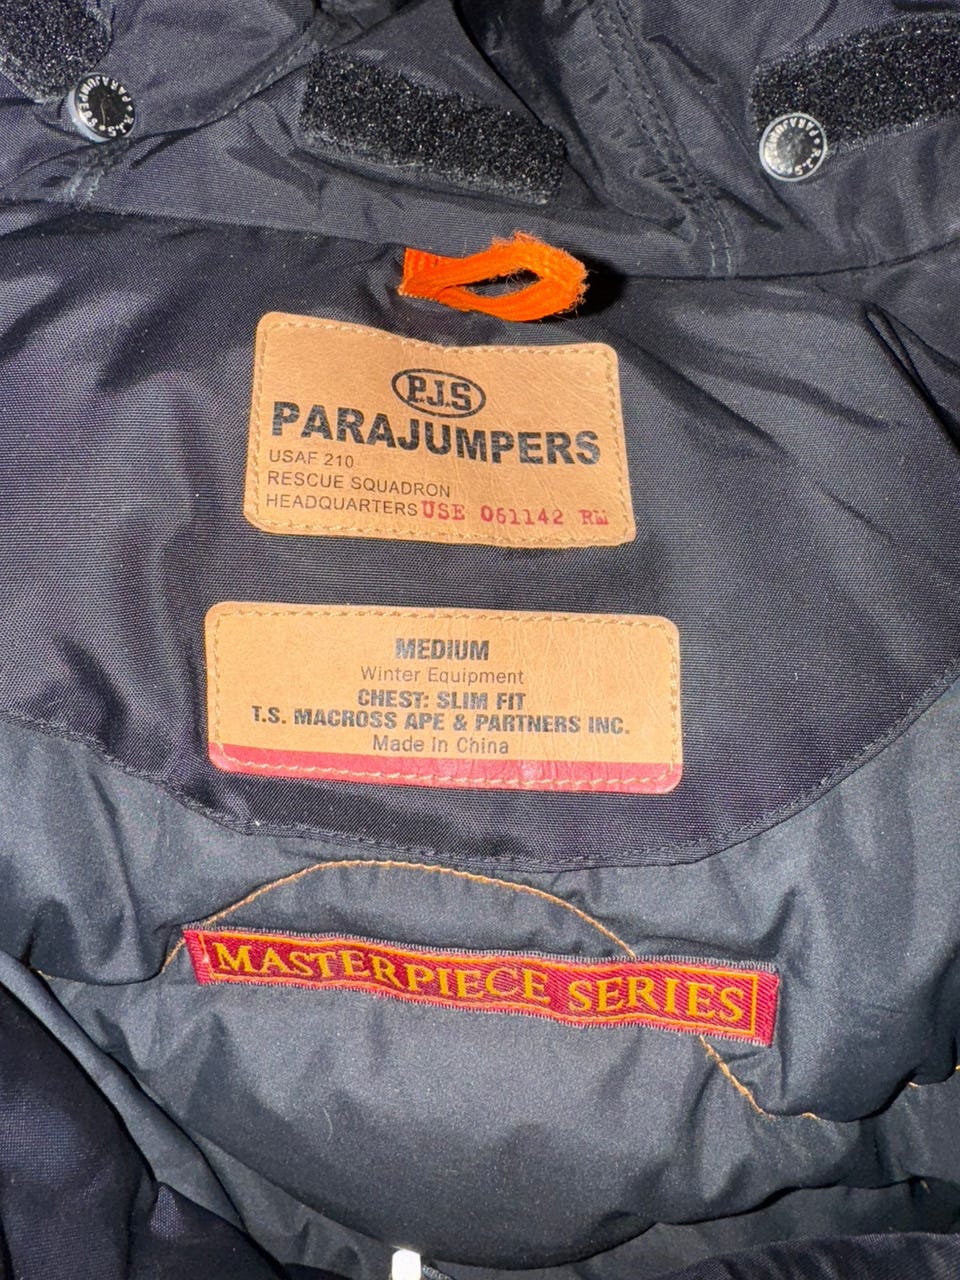 P.J.S
PARAJUMPERS
USAF 210
RESCUE SQUADRON
HEADQUARTERS USE 061142 RW
MEDIUM
Winter Equipment
CHEST: SLIM FIT
T.S. MACROSS APE & PARTNERS INC.
Made in China
MASTERPIECE SERIES